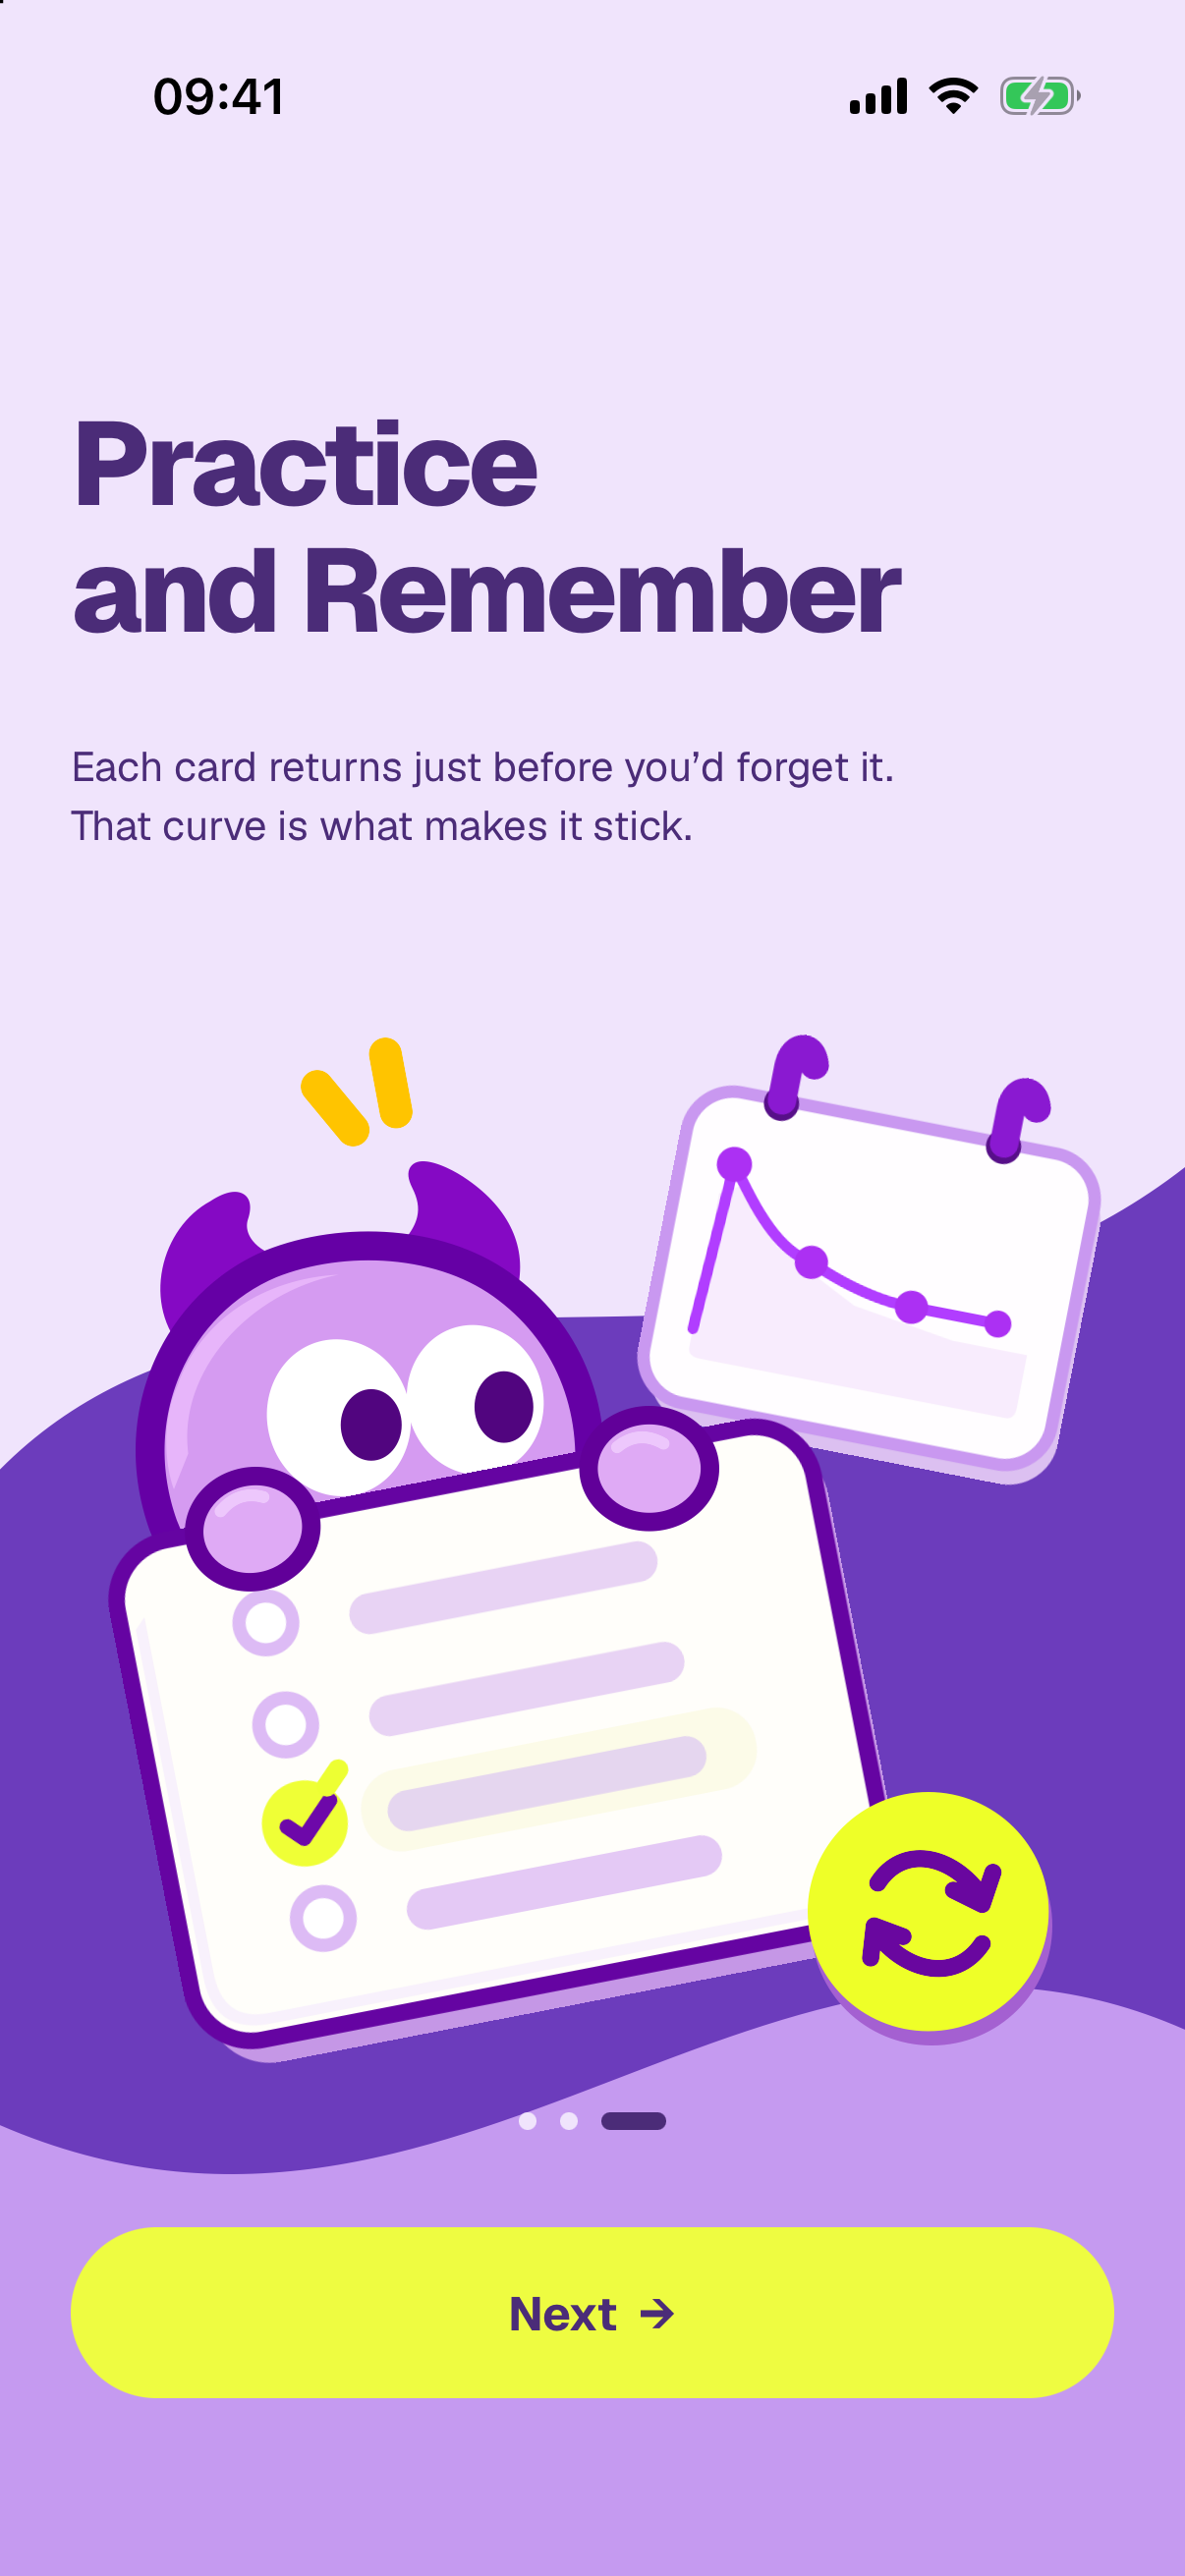 09:41
Practice
and Remember
Each card returns just before you’d forget it.
That curve is what makes it stick.
Next →